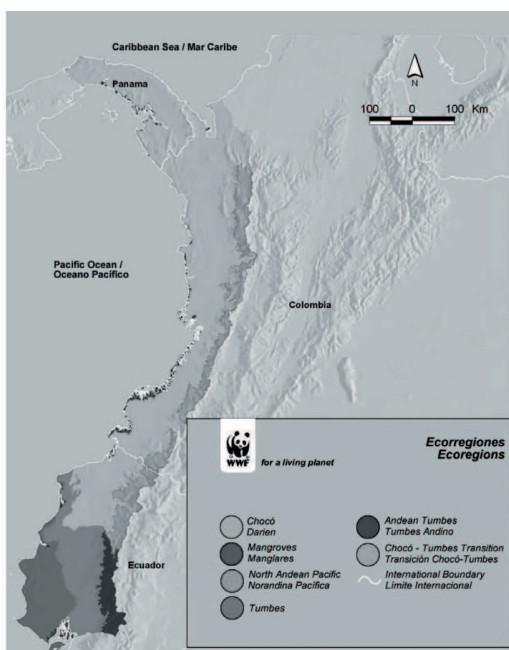 Caribbean Sea / Mar Caribe
Panama
N
100 0 100 Km
Pacific Ocean /
Oceano Pacífico
Colombia
Ecuador
WWF
for a living planet
Ecorregiones
Ecoregions
Chocó
Darien
Mangroves
Manglares
North Andean Pacific
Norandina Pacífica
Tumbes
Andean Tumbes
Tumbes Andino
Chocó - Tumbes Transition
Transición Chocó-Tumbes
International Boundary
Límite Internacional